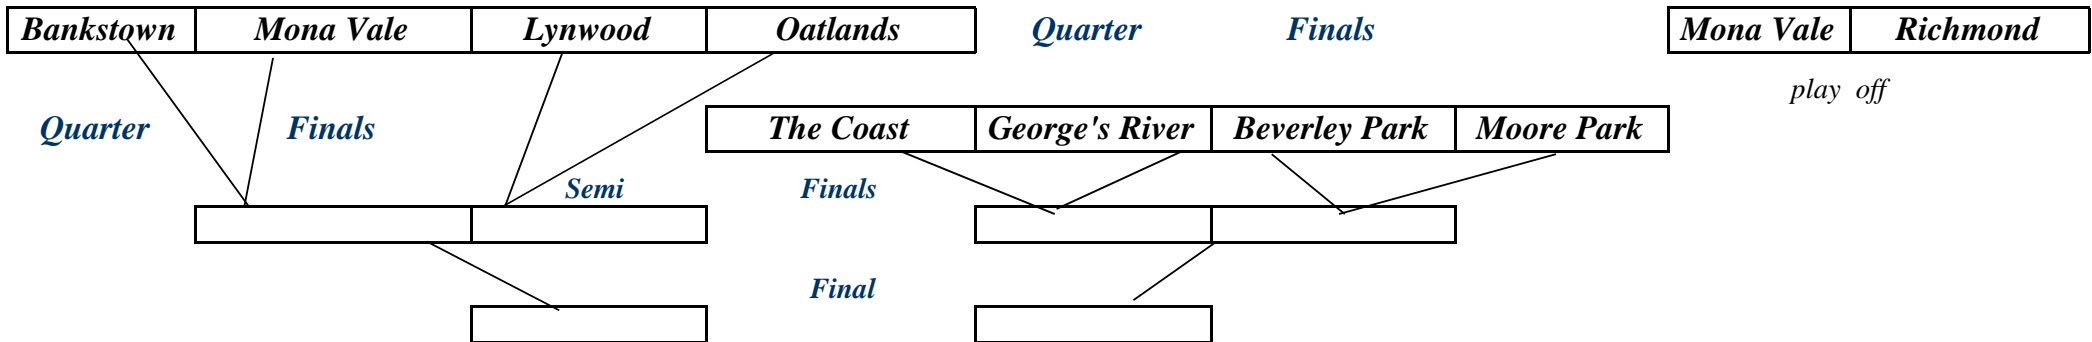 Bankstown Mona Vale Lynwood Oatlands Quarter Finals Mona Vale Richmond
play off
Quarter Finals The Coast George's River Beverley Park Moore Park
Semi Finals
Final